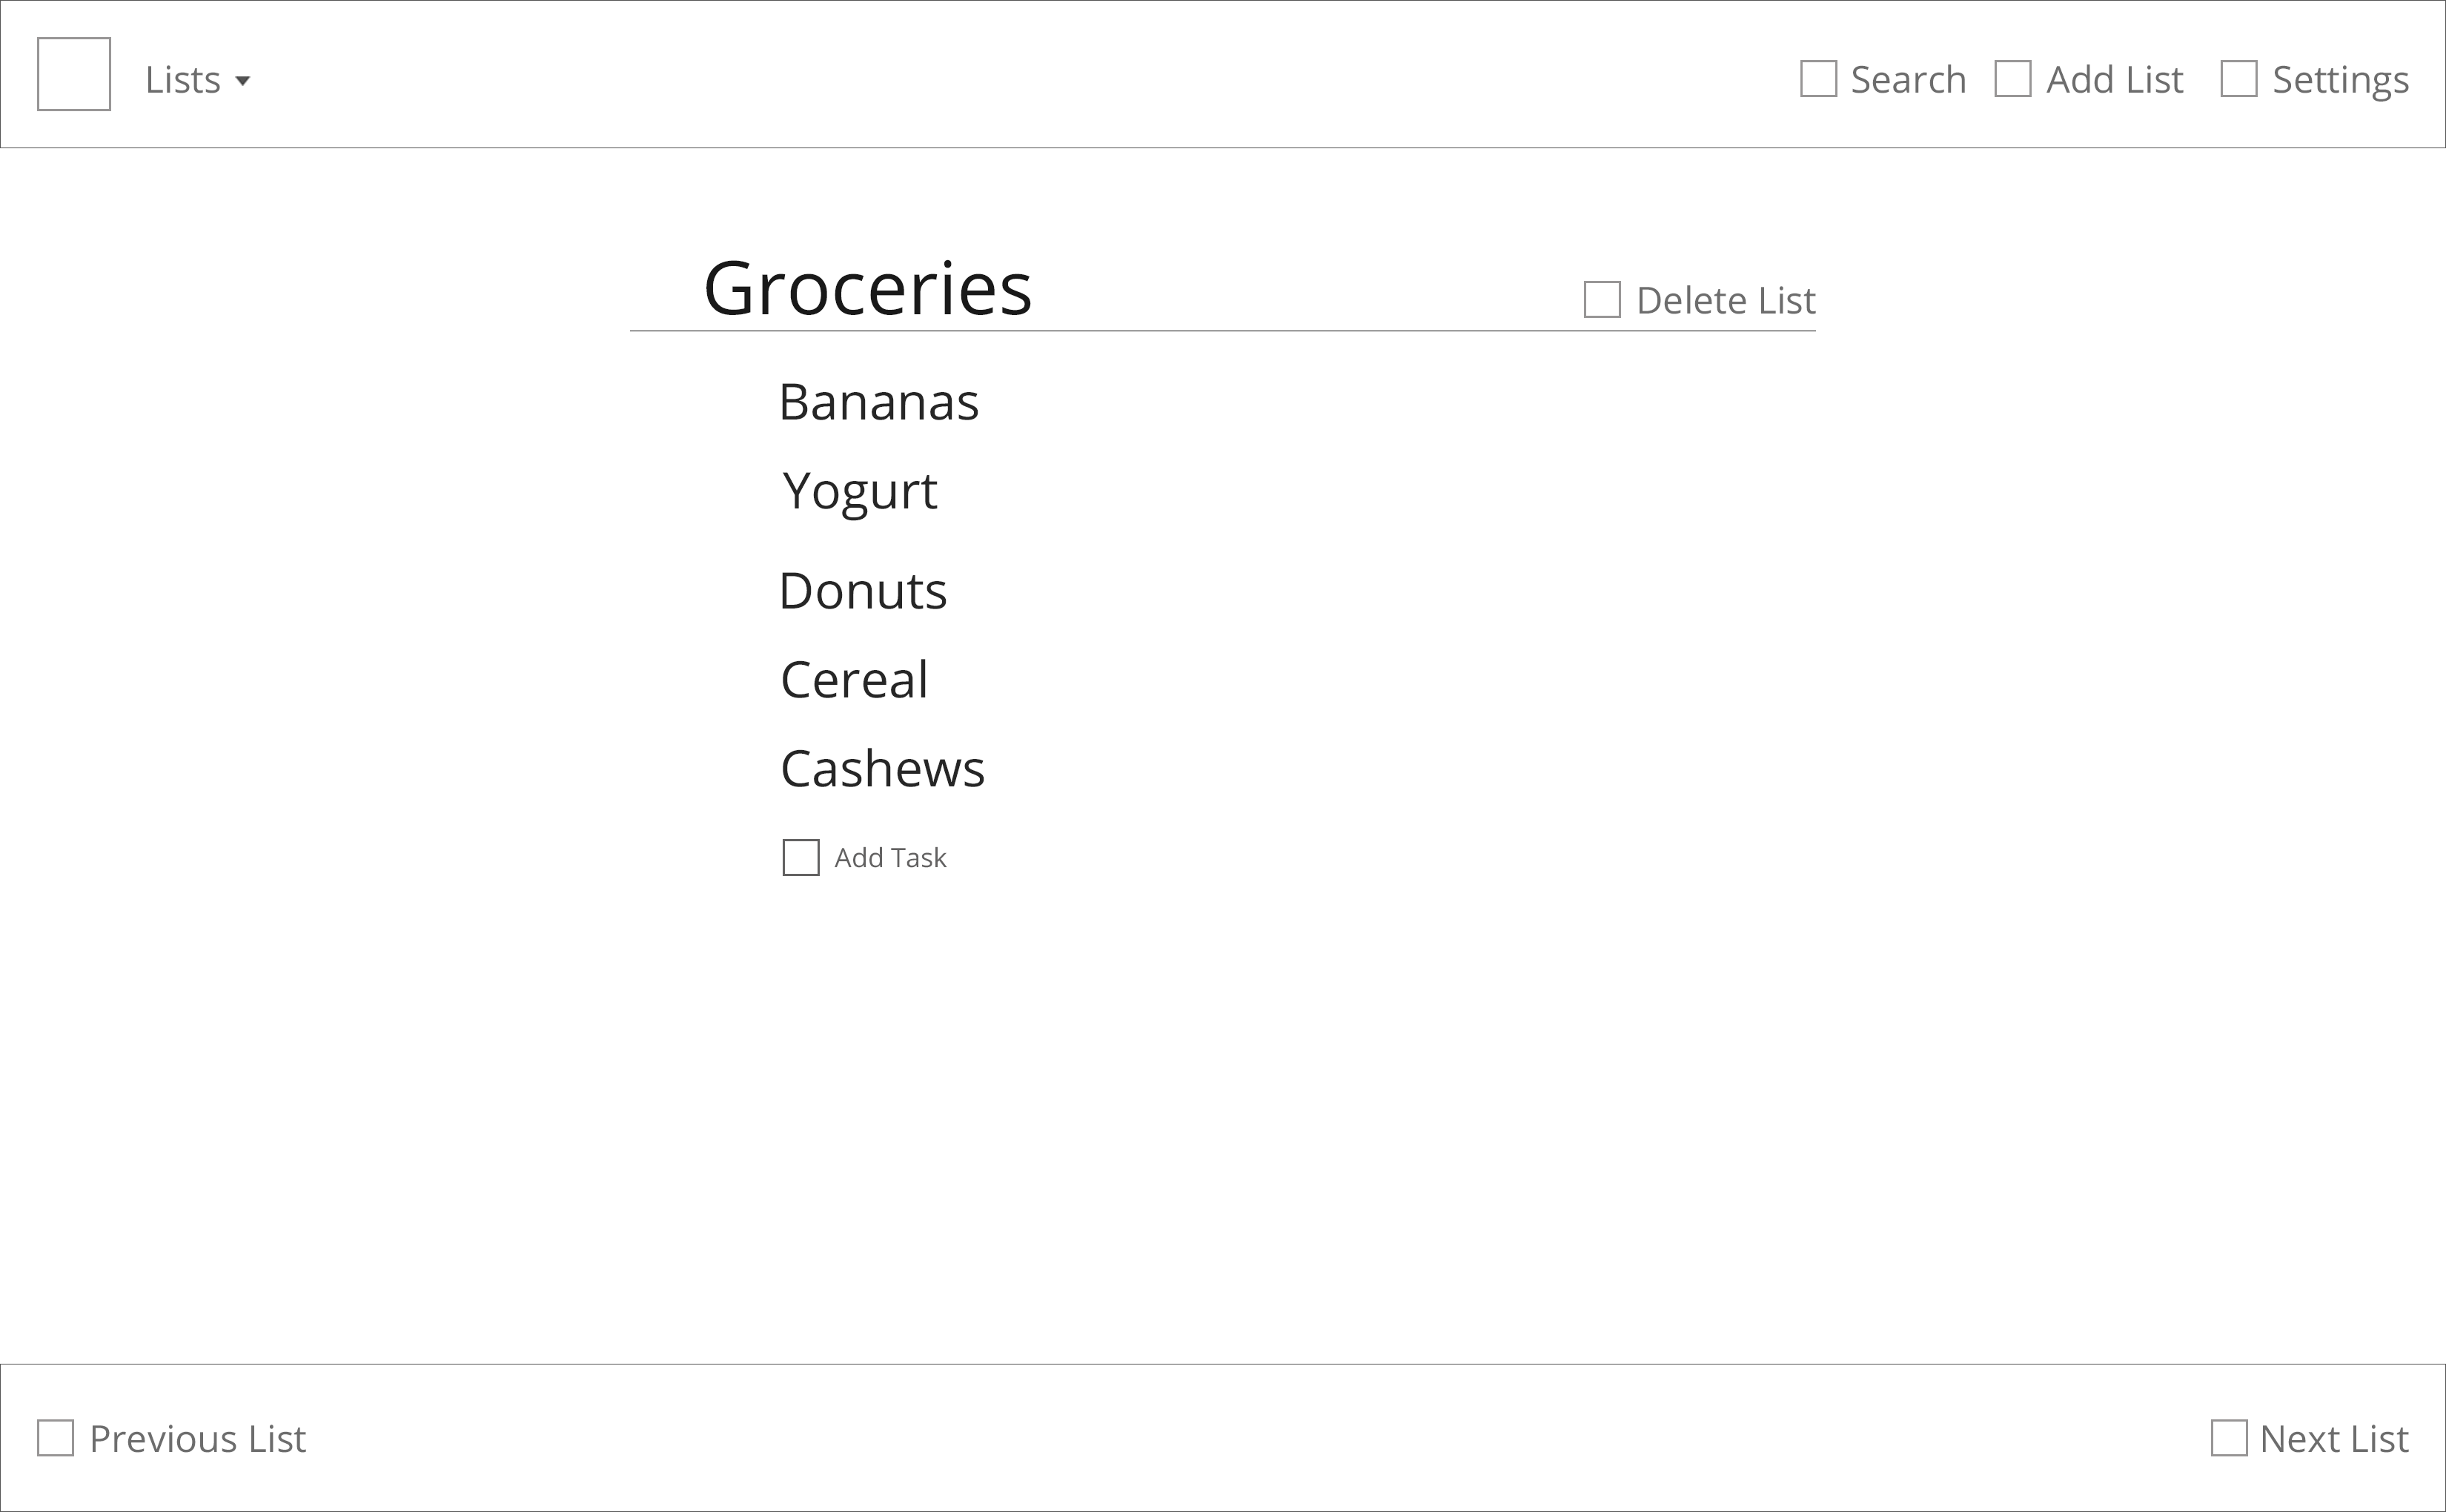 Lists Search Add List Settings
Groceries Delete List
Bananas
Yogurt
Donuts
Cereal
Cashews
Add Task
Previous List Next List